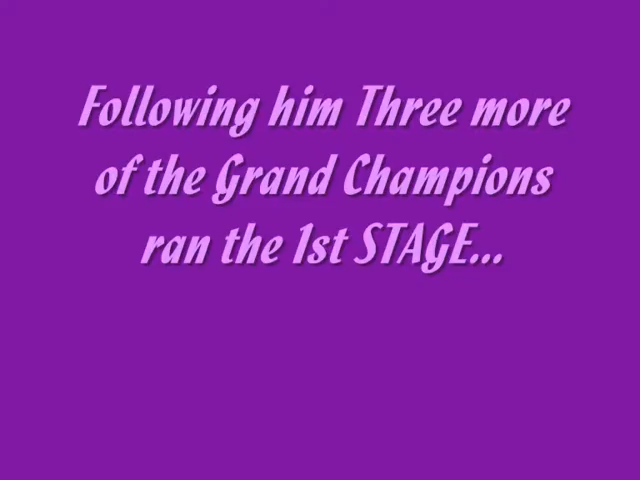 Following him Three more
of the Grand Champions
ran the 1st STAGE...